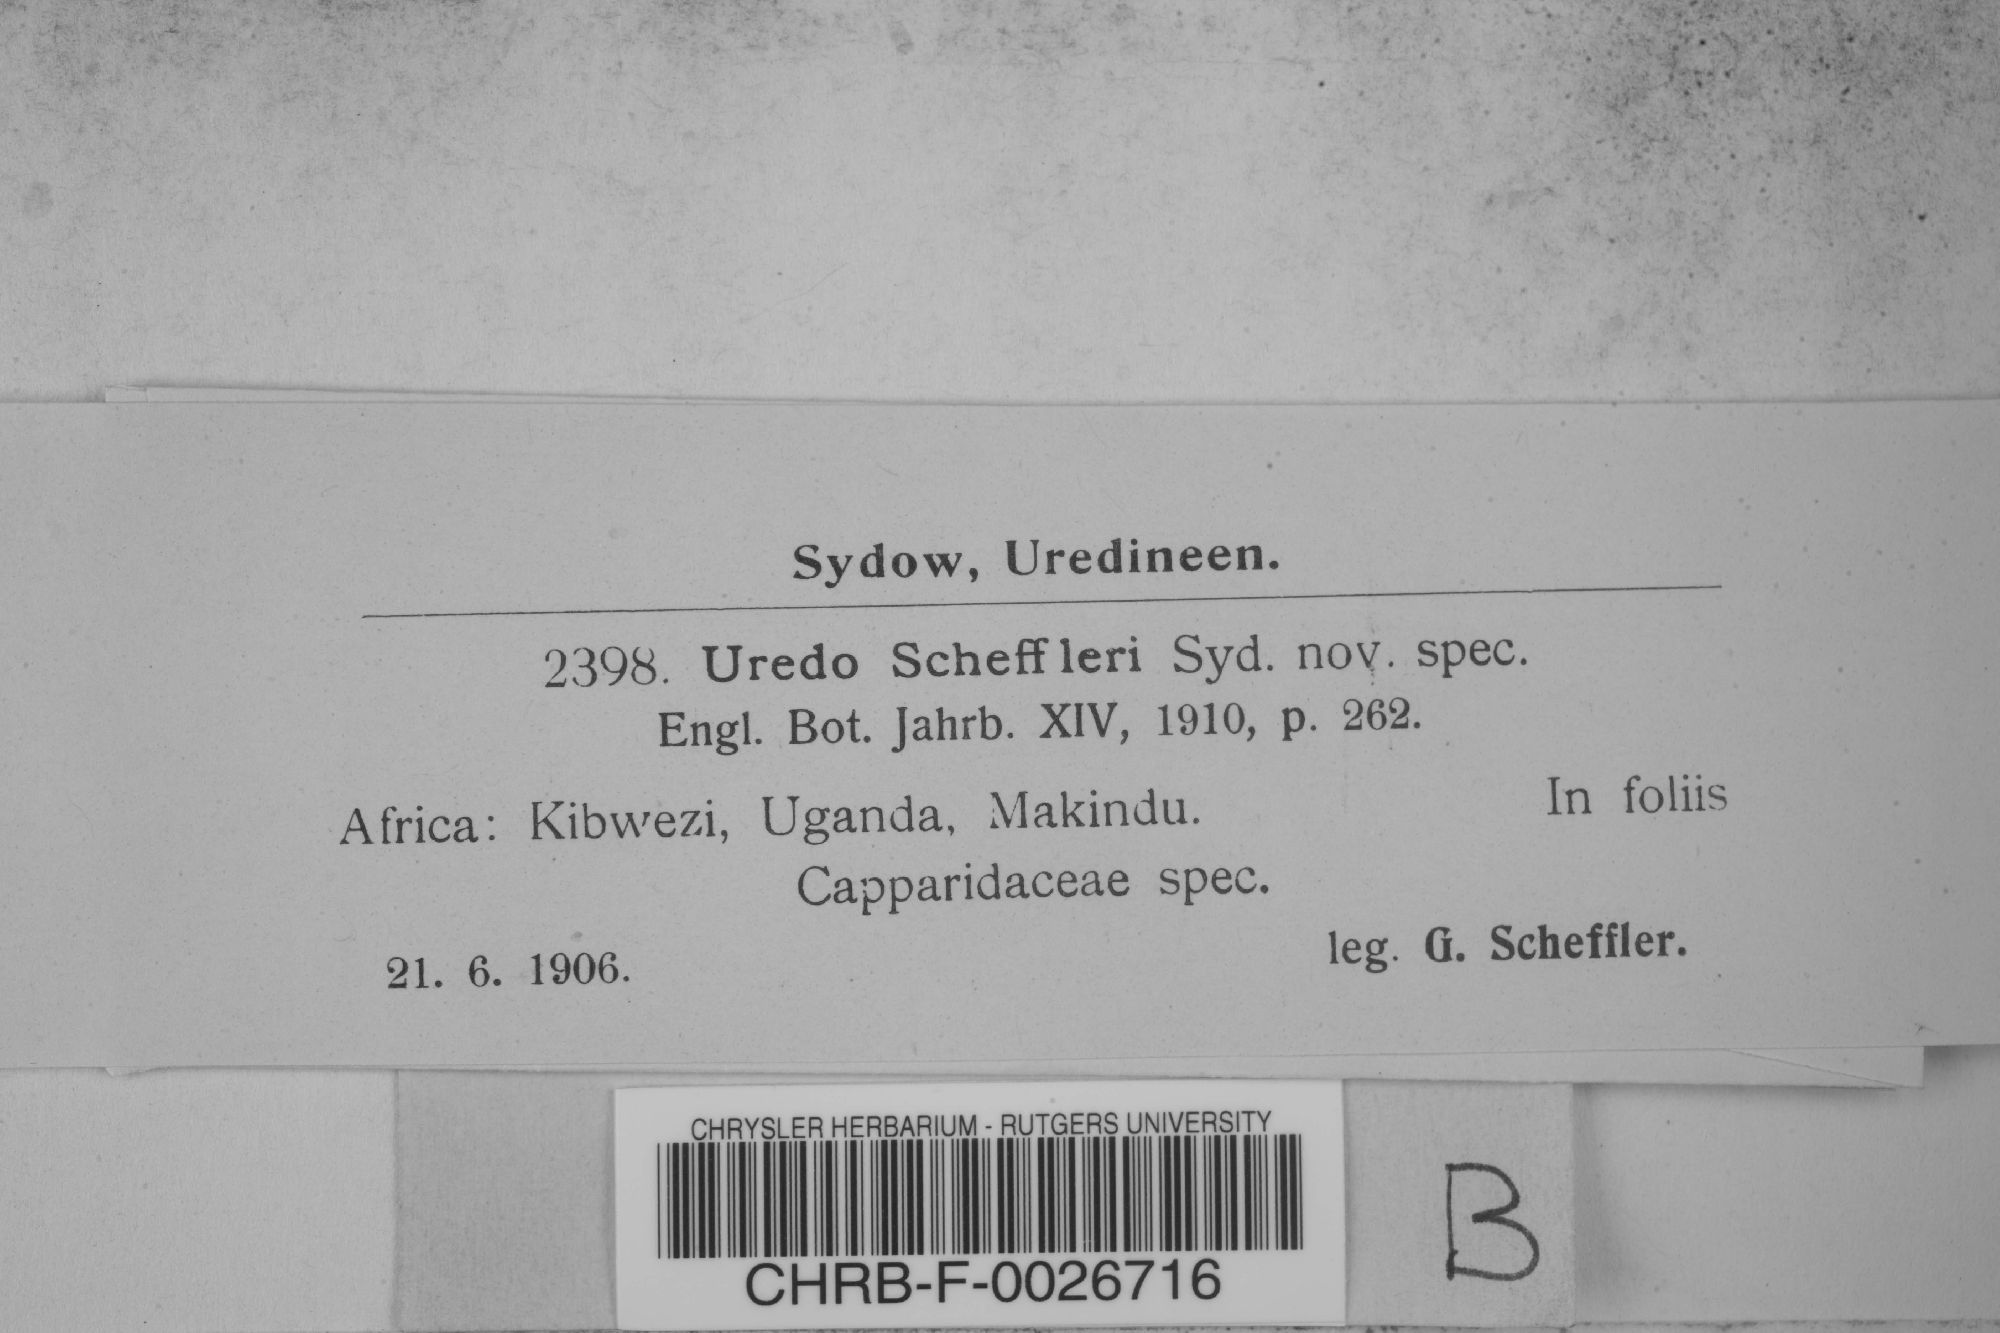 Sydow, Uredineen.
2398. Uredo Scheffleri Syd. nov. spec.
Engl. Bot. Jahrb. XIV, 1910, p. 262.
Africa: Kibwezi, Uganda, Makindu. In foliis
Capparidaceae spec.
21. 6. 1906. leg. G. Scheffler.
CHRYSLER HERBARIUM - RUTGERS UNIVERSITY
CHRB-F-0026716
B